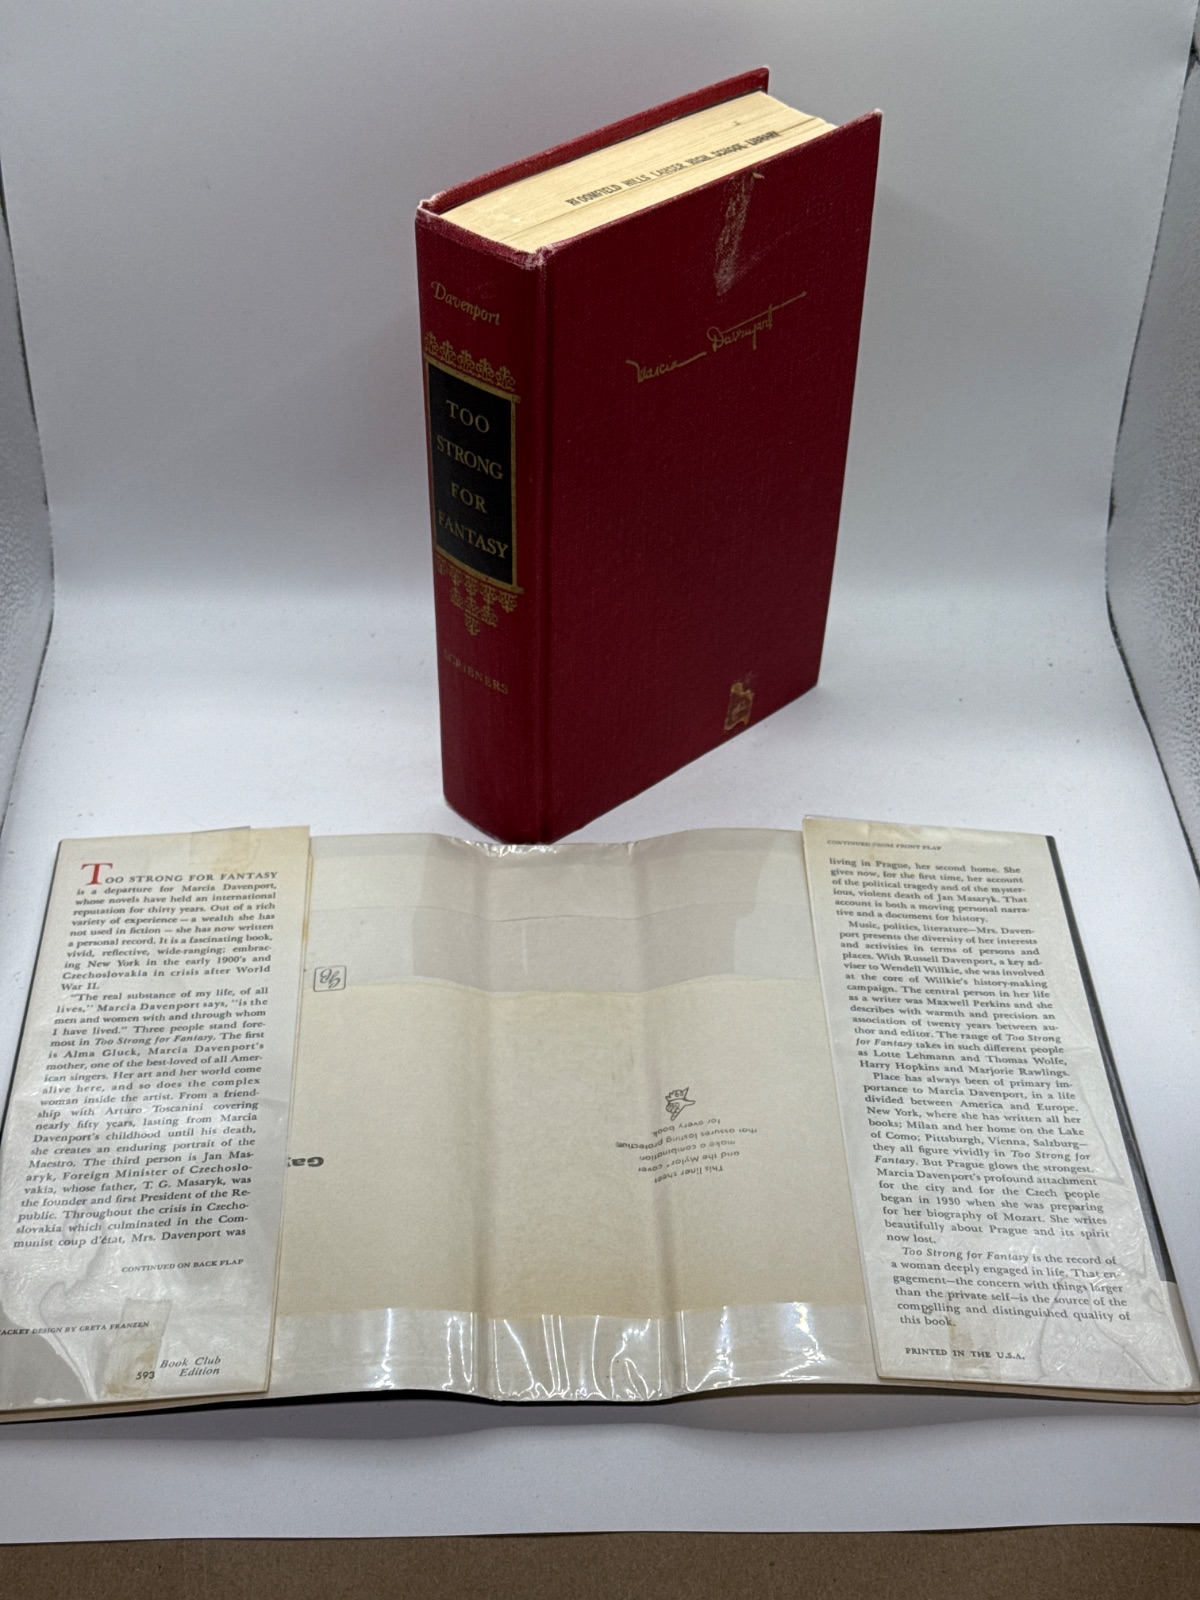 BLOOMFIELD HILLS LAHSER HIGH SCHOOL LIBRARY
Davenport
TOO
STRONG
FOR
FANTASY
SCRIBNERS
Marcia Davenport
TOO STRONG FOR FANTASY
is a departure for Marcia Davenport,
whose novels have held an international
reputation for thirty years. Out of a rich
variety of experience — a wealth she has
not used in fiction — she has now written
a personal record. It is a fascinating book,
vivid, reflective, wide-ranging; embrac-
ing New York in the early 1900's and
Czechoslovakia in crisis after World
War II.
"The real substance of my life, of all
lives," Marcia Davenport says, "is the
men and women with and through whom
I have lived." Three people stand fore-
most in Too Strong for Fantasy. The first
is Alma Gluck, Marcia Davenport's
mother, one of the best-loved of all Amer-
ican singers. Her art and her world come
alive here, and so does the complex
woman inside the artist. From a friend-
ship with Arturo Toscanini covering
nearly fifty years, lasting from Marcia
Davenport's childhood until his death,
she creates an enduring portrait of the
Maestro. The third person is Jan Mas-
aryk, Foreign Minister of Czechoslo-
vakia, whose father, T. G. Masaryk, was
the founder and first President of the Re-
public. Throughout the crisis in Czecho-
slovakia which culminated in the Com-
munist coup d'état, Mrs. Davenport was
CONTINUED ON BACK FLAP
JACKET DESIGN BY GRETA FRANZEN
593
Book Club
Edition
This liner sheet
and the Mylar* cover
make a combination
that assures lasting protection
for every book.
CONTINUED FROM FRONT FLAP
living in Prague, her second home. She
gives now, for the first time, her account
of the political tragedy and of the myster-
ious, violent death of Jan Masaryk. That
account is both a moving personal narra-
tive and a document for history.
Music, politics, literature—Mrs. Daven-
port presents the diversity of her interests
and activities in terms of persons and
places. With Russell Davenport, a key ad-
viser to Wendell Willkie, she was involved
at the core of Willkie's history-making
campaign. The central person in her life
as a writer was Maxwell Perkins and she
describes with warmth and precision an
association of twenty years between au-
thor and editor. The range of Too Strong
for Fantasy takes in such different people
as Lotte Lehmann and Thomas Wolfe,
Harry Hopkins and Marjorie Rawlings.
Place has always been of primary im-
portance to Marcia Davenport, in a life
divided between America and Europe.
New York, where she has written all her
books; Milan and her home on the Lake
of Como; Pittsburgh, Vienna, Salzburg—
they all figure vividly in Too Strong for
Fantasy. But Prague glows the strongest.
Marcia Davenport's profound attachment
for the city and for the Czech people
began in 1930 when she was preparing
for her biography of Mozart. She writes
beautifully about Prague and its spirit
now lost.
Too Strong for Fantasy is the record of
a woman deeply engaged in life. That en-
gagement—the concern with things larger
than the private self—is the source of the
compelling and distinguished quality of
this book.
PRINTED IN THE U.S.A.